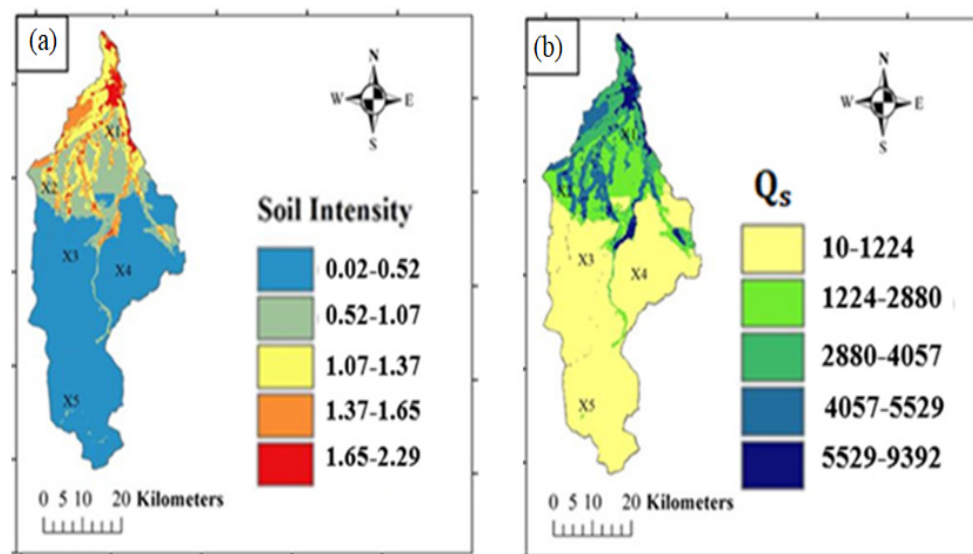 (a)
N
W E
S
X1
X2
X3
X4
X5
Soil Intensity
0.02-0.52
0.52-1.07
1.07-1.37
1.37-1.65
1.65-2.29
0 5 10 20 Kilometers
(b)
N
W E
S
X3
X4
X5
Qs
10-1224
1224-2880
2880-4057
4057-5529
5529-9392
0 5 10 20 Kilometers